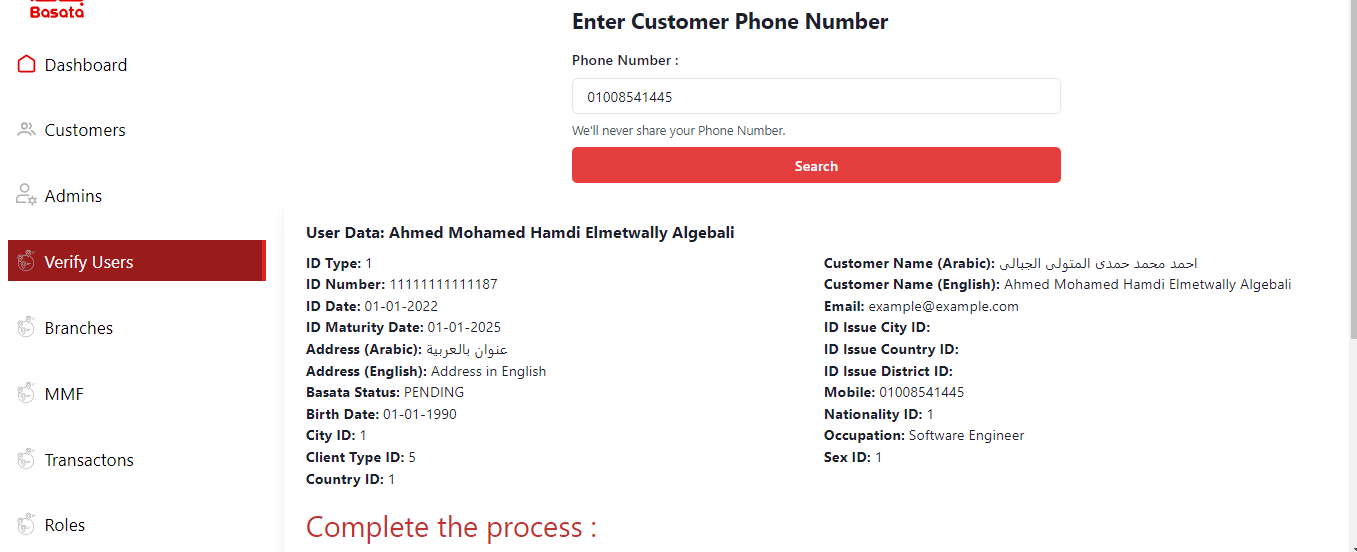 Basata
Dashboard
Customers
Admins
Verify Users
Branches
MMF
Transactons
Roles
Enter Customer Phone Number
Phone Number :
01008541445
We'll never share your Phone Number.
Search
User Data: Ahmed Mohamed Hamdi Elmetwally Algebali
ID Type: 1
ID Number: 11111111111187
ID Date: 01-01-2022
ID Maturity Date: 01-01-2025
Address (Arabic): عنوان بالعربية
Address (English): Address in English
Basata Status: PENDING
Birth Date: 01-01-1990
City ID: 1
Client Type ID: 5
Country ID: 1
Customer Name (Arabic): احمد محمد حمدى المتولى الجبالى
Customer Name (English): Ahmed Mohamed Hamdi Elmetwally Algebali
Email: example@example.com
ID Issue City ID:
ID Issue Country ID:
ID Issue District ID:
Mobile: 01008541445
Nationality ID: 1
Occupation: Software Engineer
Sex ID: 1
Complete the process :